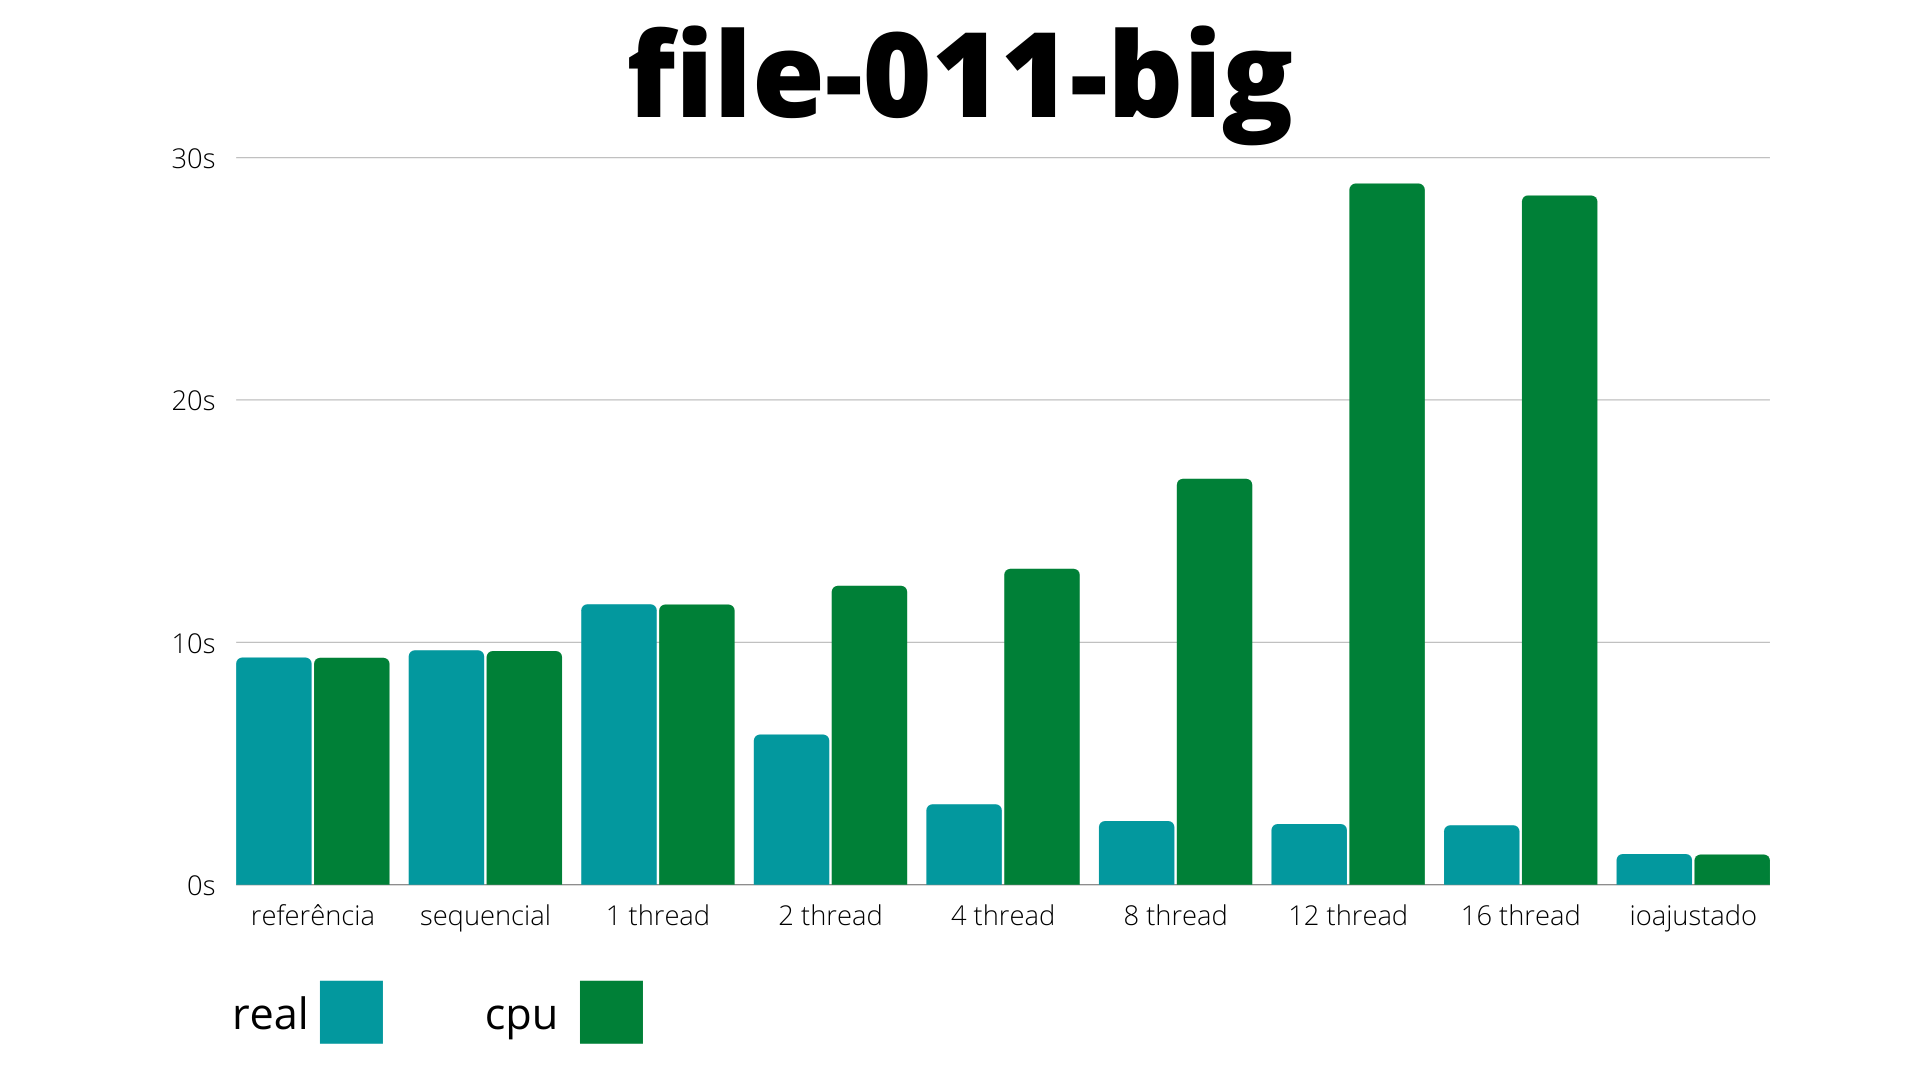 file-011-big
30s
20s
10s
0s
referência sequencial 1 thread 2 thread 4 thread 8 thread 12 thread 16 thread ioajustado
real cpu